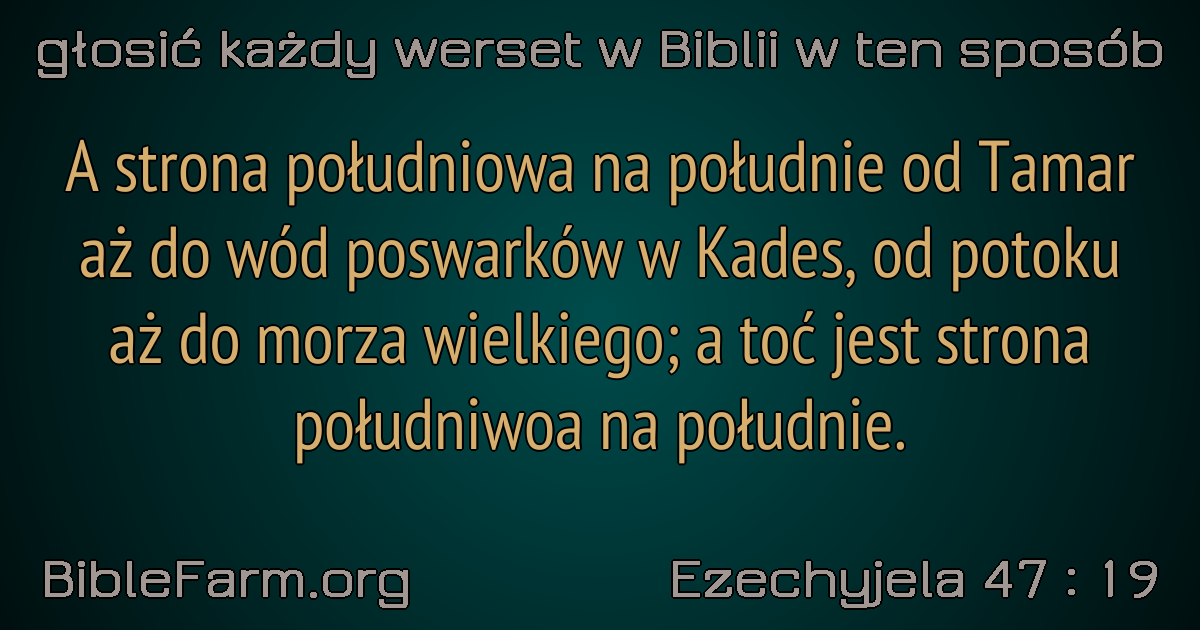 głosić każdy werset w Biblii w ten sposób
A strona południowa na południe od Tamar
aż do wód poswarków w Kades, od potoku
aż do morza wielkiego; a toć jest strona
południwoa na południe.
BibleFarm.org
Ezechyjela 47 : 19